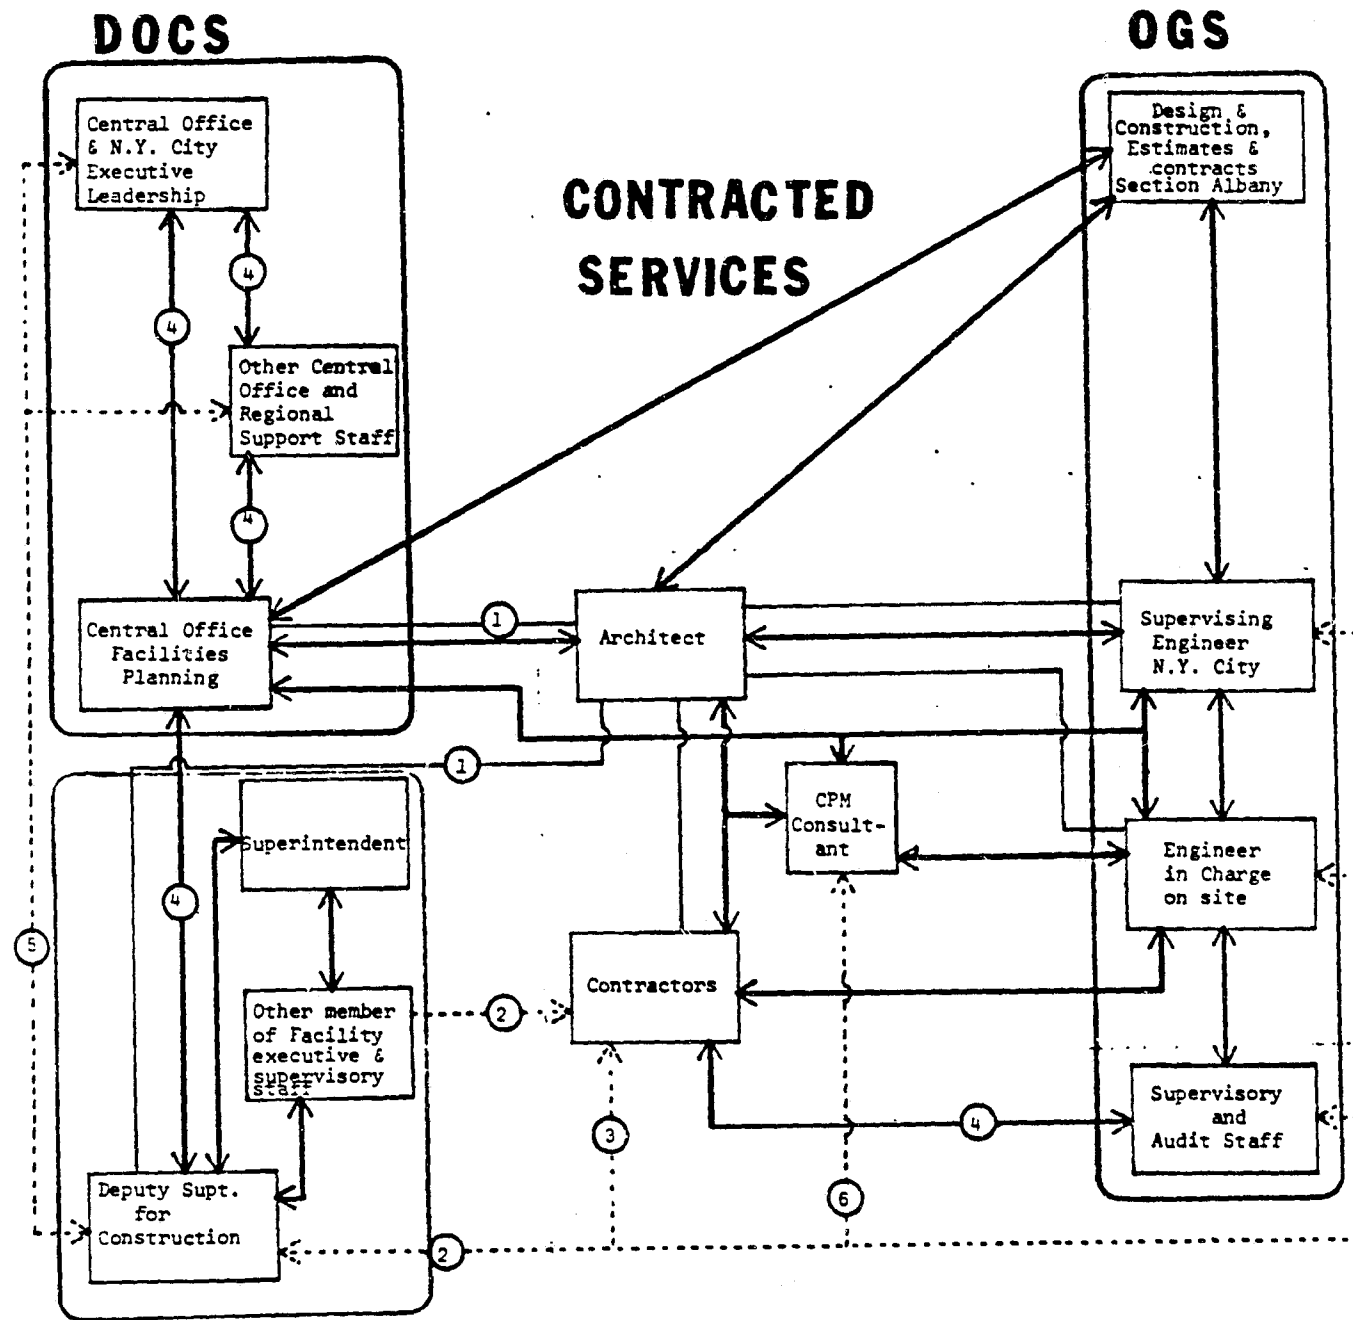 DOCS
OGS
CONTRACTED
SERVICES
Central Office
& N.Y. City
Executive
Leadership
4
4
Other Central
Office and
Regional
Support Staff
4
Central Office
Facilities
Planning
1
Architect
Design &
Construction,
Estimates &
contracts
Section Albany
Supervising
Engineer
N.Y. City
1
CPM
Consult-
ant
Engineer
in Charge
on site
Superintendent
4
5
Other member
of Facility
executive &
supervisory
staff
2
Contractors
3
4
6
Supervisory
and
Audit Staff
Deputy Supt.
for
Construction
2